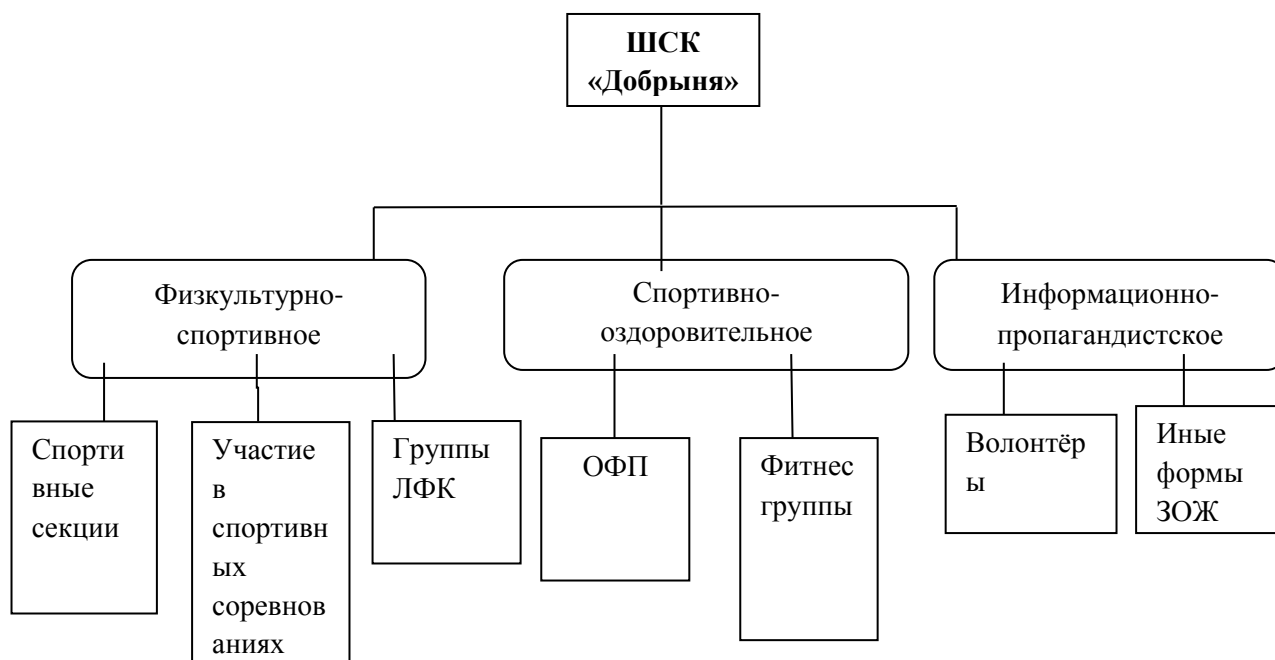 ШСК
«Добрыня»
Физкультурно-
спортивное
Спортивно-
оздоровительное
Информационно-
пропагандистское
Спорти
вные
секции
Участие
в
спортивн
ых
соревнов
аниях
Группы
ЛФК
ОФП
Фитнес
группы
Волонтёр
ы
Иные
формы
ЗОЖ